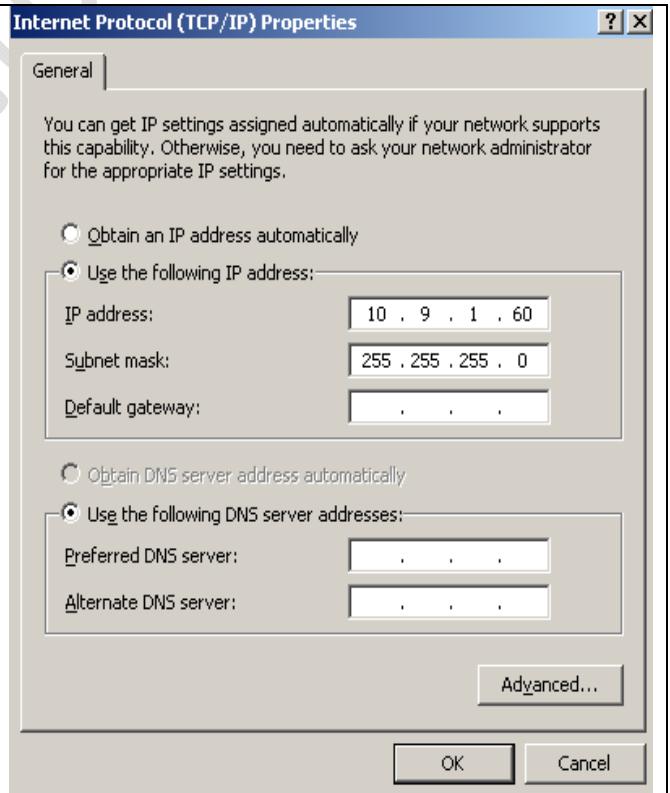 Internet Protocol (TCP/IP) Properties
General
You can get IP settings assigned automatically if your network supports
this capability. Otherwise, you need to ask your network administrator
for the appropriate IP settings.
Obtain an IP address automatically
Use the following IP address:
IP address: 10 . 9 . 1 . 60
Subnet mask: 255 . 255 . 255 . 0
Default gateway: . . .
Obtain DNS server address automatically
Use the following DNS server addresses:
Preferred DNS server: . . .
Alternate DNS server: . . .
Advanced...
OK Cancel